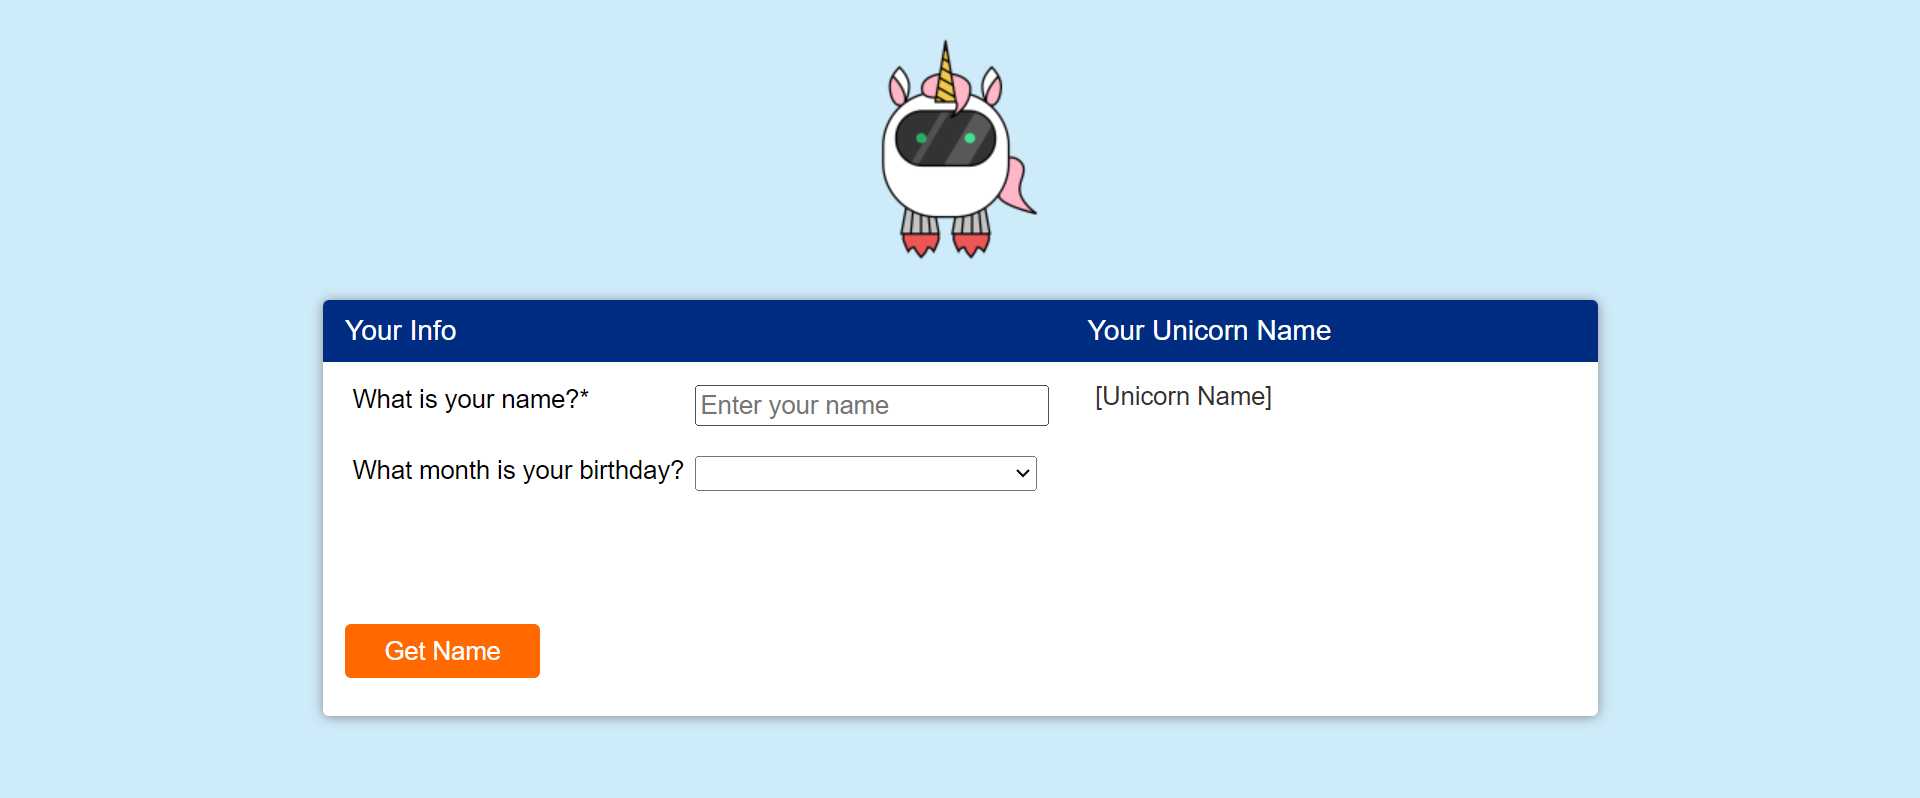 Your Info
Your Unicorn Name
What is your name?*
Enter your name
[Unicorn Name]
What month is your birthday?
Get Name